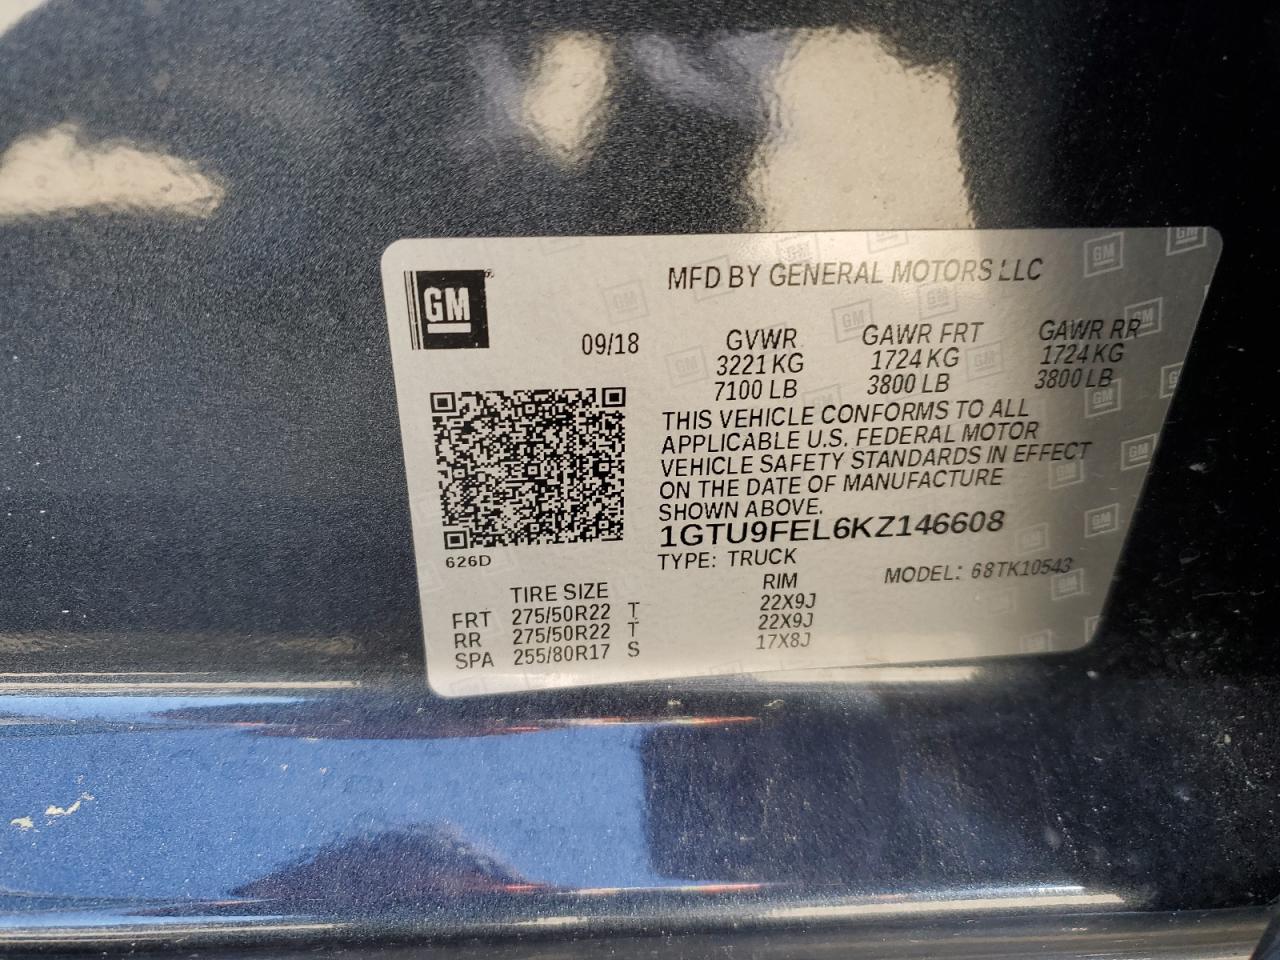 GM
MFD BY GENERAL MOTORS LLC
09/18
GVWR GAWR FRT GAWR RR
3221 KG 1724 KG 1724 KG
7100 LB 3800 LB 3800 LB
THIS VEHICLE CONFORMS TO ALL
APPLICABLE U.S. FEDERAL MOTOR
VEHICLE SAFETY STANDARDS IN EFFECT
ON THE DATE OF MANUFACTURE
SHOWN ABOVE.
1GTU9FEL6KZ146608
626D
TYPE: TRUCK MODEL: 68TK10543
TIRE SIZE RIM
FRT 275/50R22 T 22X9J
RR 275/50R22 T 22X9J
SPA 255/80R17 S 17X8J